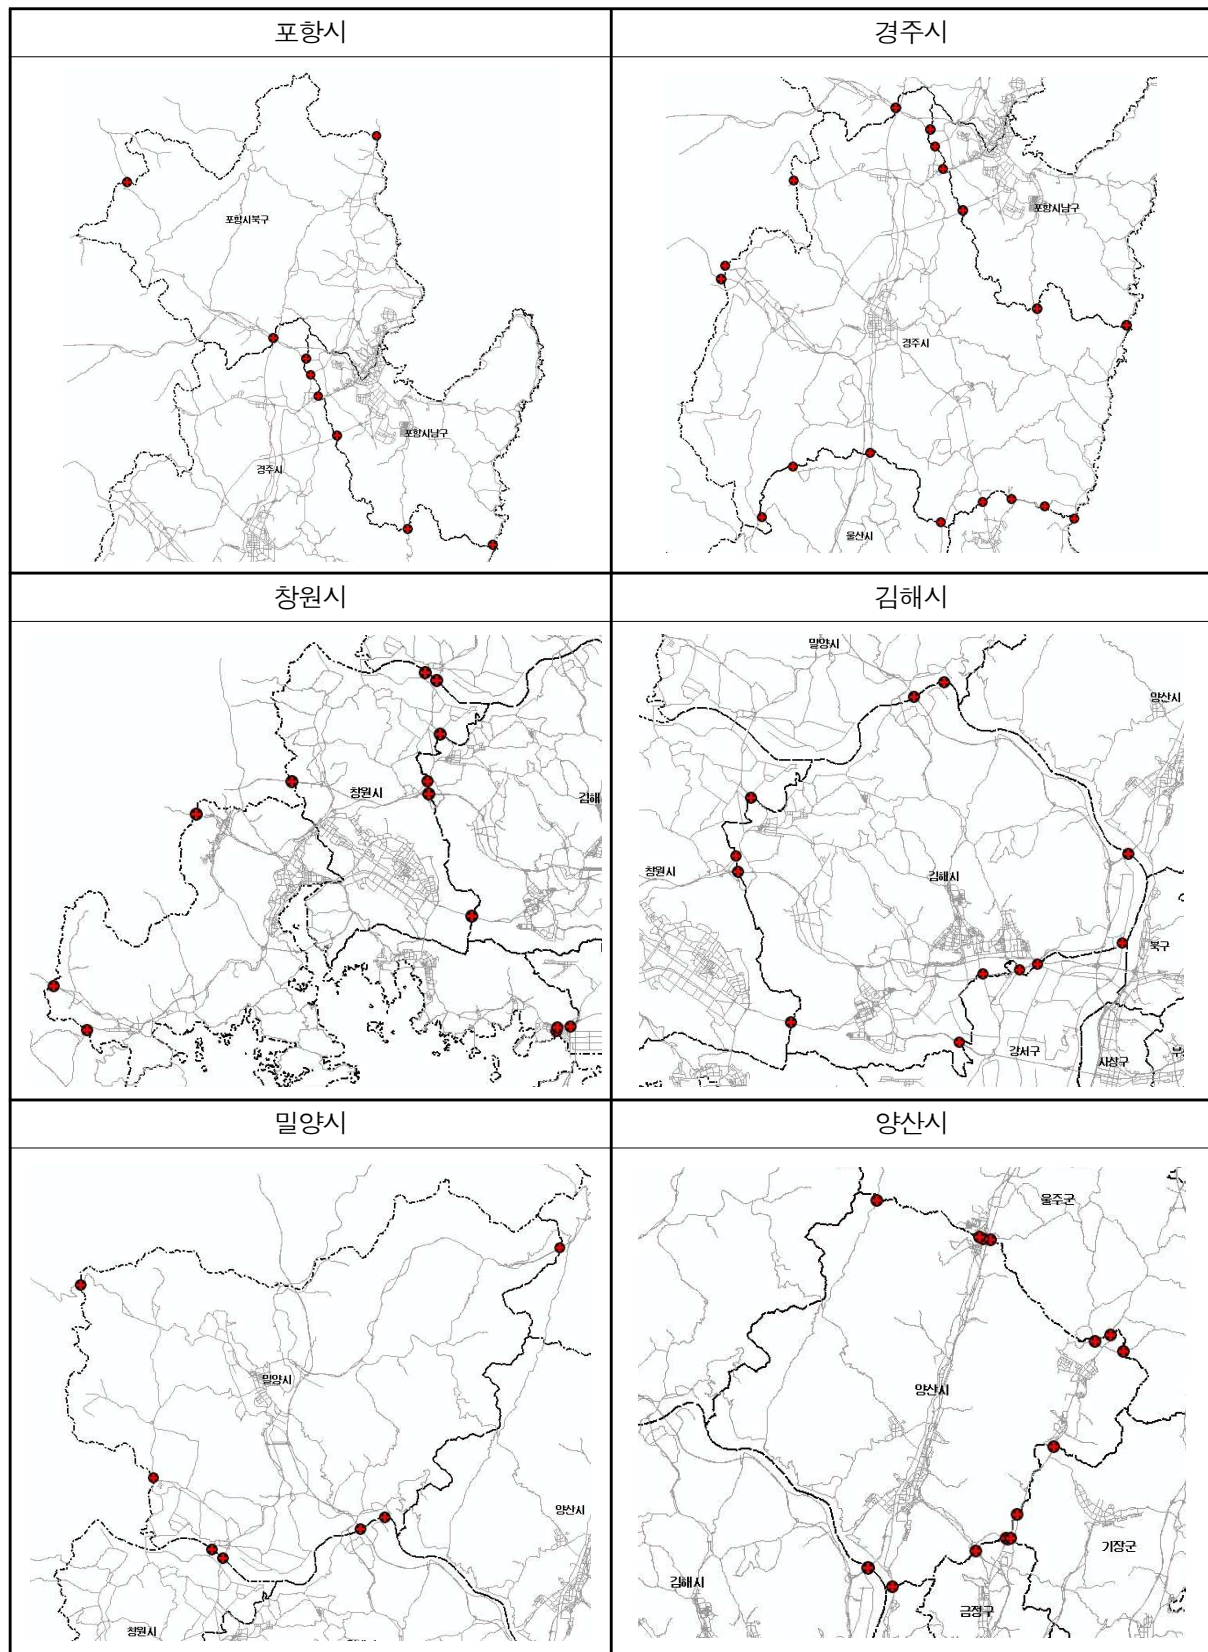 포항시
경주시
포항시북구
포항시남구
경주시
포항시남구
경주시
울산시
창원시
김해시
창원시
김해
밀양시
양산시
창원시
김해시
북구
강서구
사상구
밀양시
양산시
밀양시
양산시
창원시
울주군
양산시
김해시
기장군
금정구